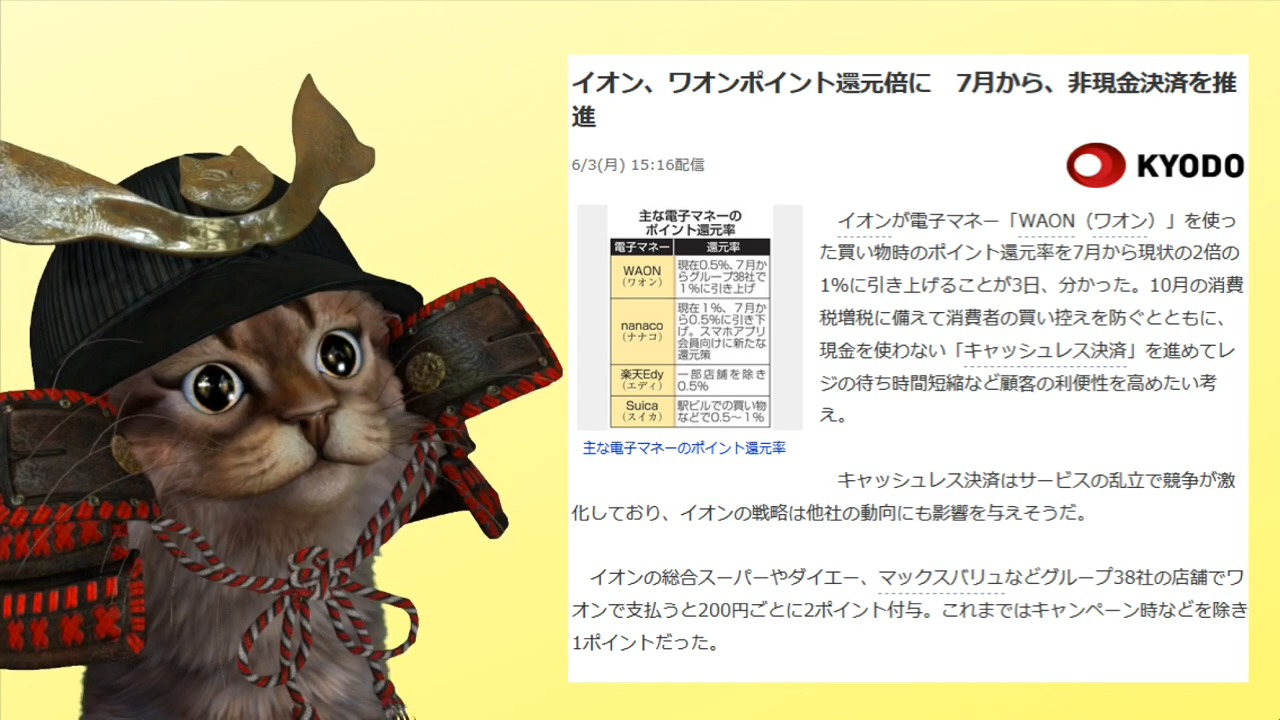 イオン、ワオンポイント還元倍に 7月から、非現金決済を推
進
6/3(月) 15:16配信
KYODO
主な電子マネーの
ポイント還元率
電子マネー 還元率
WAON
(ワオン)
現在0.5%、7月か
らグループ38社で
1%に引き上げ
nanaco
(ナナコ)
現在1%、7月か
ら0.5%に引き下
げ。スマホアプリ
会員向けに新たな
還元策
楽天Edy
(エディ)
一部店舗を除き
0.5%
Suica
(スイカ)
駅ビルでの買い物
などで0.5~1%
主な電子マネーのポイント還元率
イオンが電子マネー「WAON(ワオン)」を使っ
た買い物時のポイント還元率を7月から現状の2倍の
1%に引き上げることが3日、分かった。10月の消費
税増税に備えて消費者の買い控えを防ぐとともに、
現金を使わない「キャッシュレス決済」を進めてレ
ジの待ち時間短縮など顧客の利便性を高めたい考
え。
キャッシュレス決済はサービスの乱立で競争が激
化しており、イオンの戦略は他社の動向にも影響を与えそうだ。
イオンの総合スーパーやダイエー、マックスバリュなどグループ38社の店舗でワ
オンで支払うと200円ごとに2ポイント付与。これまではキャンペーン時などを除き
1ポイントだった。